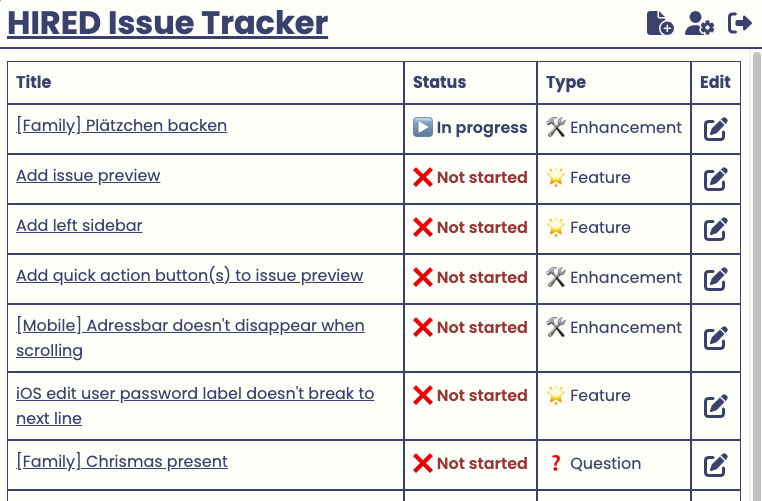 HIRED Issue Tracker
Title Status Type Edit
[Family] Plätzchen backen In progress Enhancement
Add issue preview Not started Feature
Add left sidebar Not started Feature
Add quick action button(s) to issue preview Not started Enhancement
[Mobile] Adressbar doesn't disappear when Not started Enhancement
scrolling
iOS edit user password label doesn't break to Not started Feature
next line
[Family] Chrismas present Not started Question